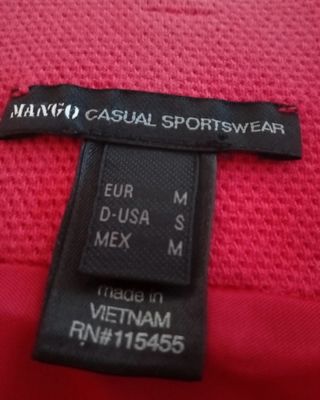 MANGO CASUAL SPORTSWEAR
EUR M
D-USA S
MEX M
made in
VIETNAM
RN#115455